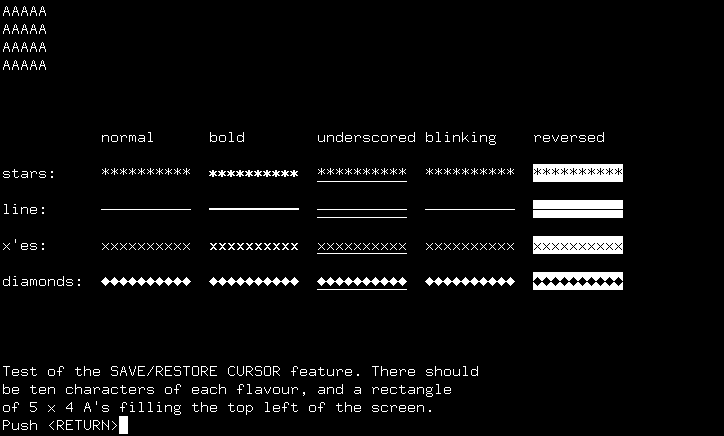 AAAAA
AAAAA
AAAAA
AAAAA
normal bold underscored blinking reversed
stars: ********** ********** ********** ********** **********
line: ────────── ────────── ────────── ────────── ──────────
x'es: xxxxxxxxxx xxxxxxxxxx xxxxxxxxxx xxxxxxxxxx xxxxxxxxxx
diamonds: ◆◆◆◆◆◆◆◆◆◆ ◆◆◆◆◆◆◆◆◆◆ ◆◆◆◆◆◆◆◆◆◆ ◆◆◆◆◆◆◆◆◆◆ ◆◆◆◆◆◆◆◆◆◆
Test of the SAVE/RESTORE CURSOR feature. There should
be ten characters of each flavour, and a rectangle
of 5 x 4 A's filling the top left of the screen.
Push <RETURN>